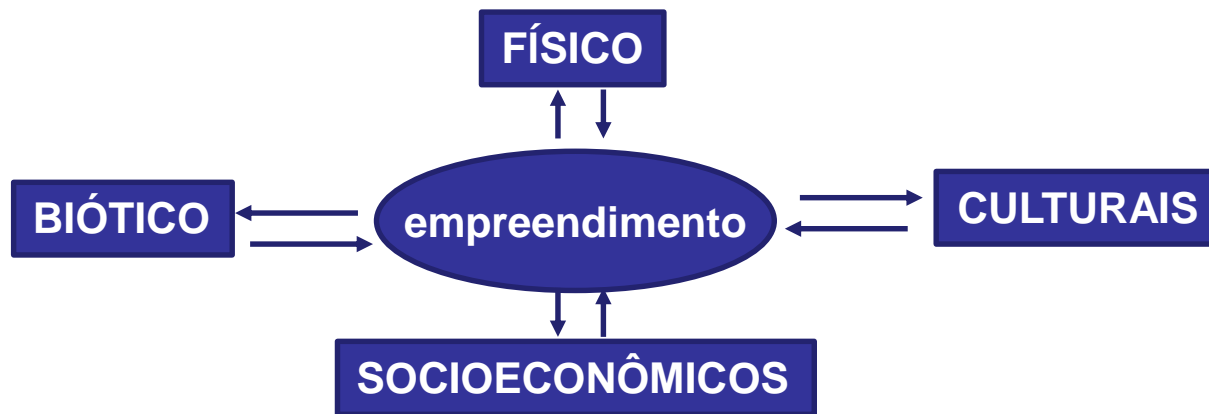 FÍSICO
BIÓTICO
empreendimento
CULTURAIS
SOCIOECONÔMICOS